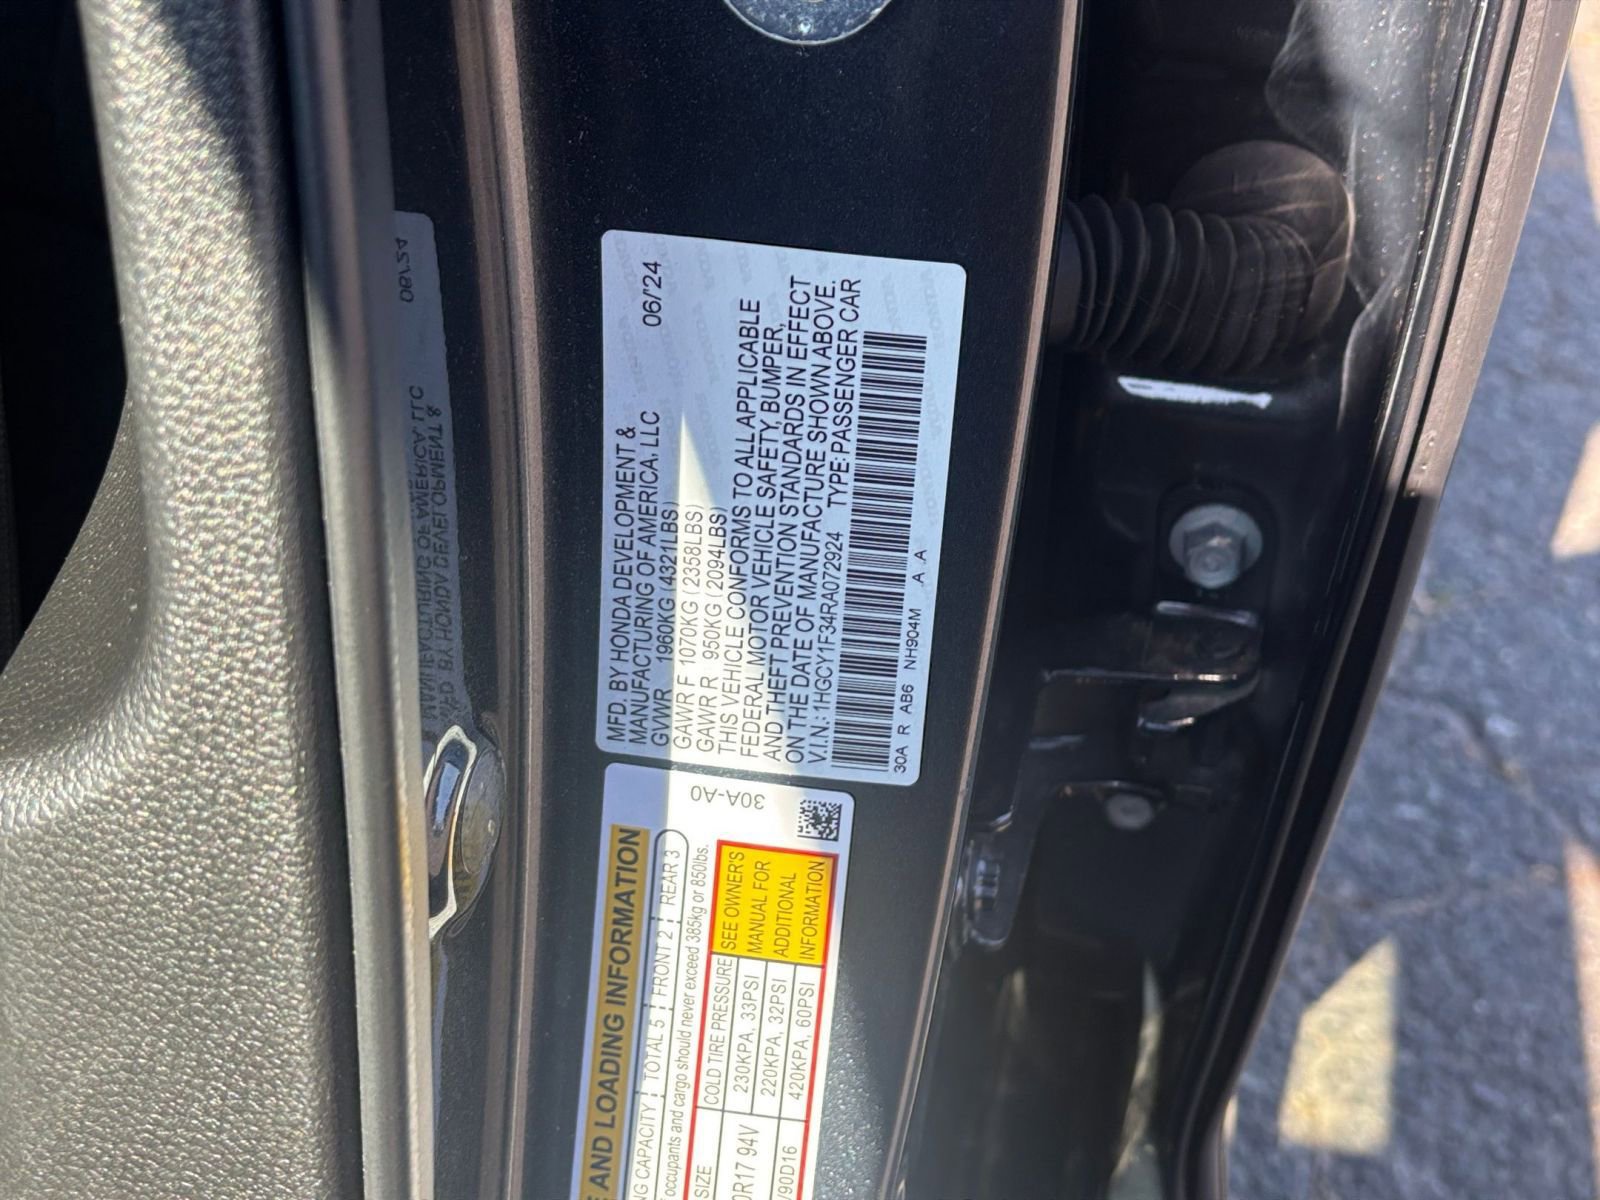 MFD. BY HONDA DEVELOPMENT &
MANUFACTURING OF AMERICA, LLC 06/'24
GVWR 1960KG (4321LBS)
GAWR F 1070KG (2358LBS)
GAWR R 950KG (2094LBS)
THIS VEHICLE CONFORMS TO ALL APPLICABLE
FEDERAL MOTOR VEHICLE SAFETY, BUMPER,
AND THEFT PREVENTION STANDARDS IN EFFECT
ON THE DATE OF MANUFACTURE SHOWN ABOVE.
V.I.N.: 1HGCY1F34RA072924 TYPE: PASSENGER CAR
30A R AB6 NH904M A A
30A-A0
E AND LOADING INFORMATION
NG CAPACITY TOTAL 5 FRONT 2 REAR 3
occupants and cargo should never exceed 385kg or 850lbs.
SIZE COLD TIRE PRESSURE
0R17 94V 230KPA, 33PSI
220KPA, 32PSI
/90D16 420KPA, 60PSI
SEE OWNER'S
MANUAL FOR
ADDITIONAL
INFORMATION